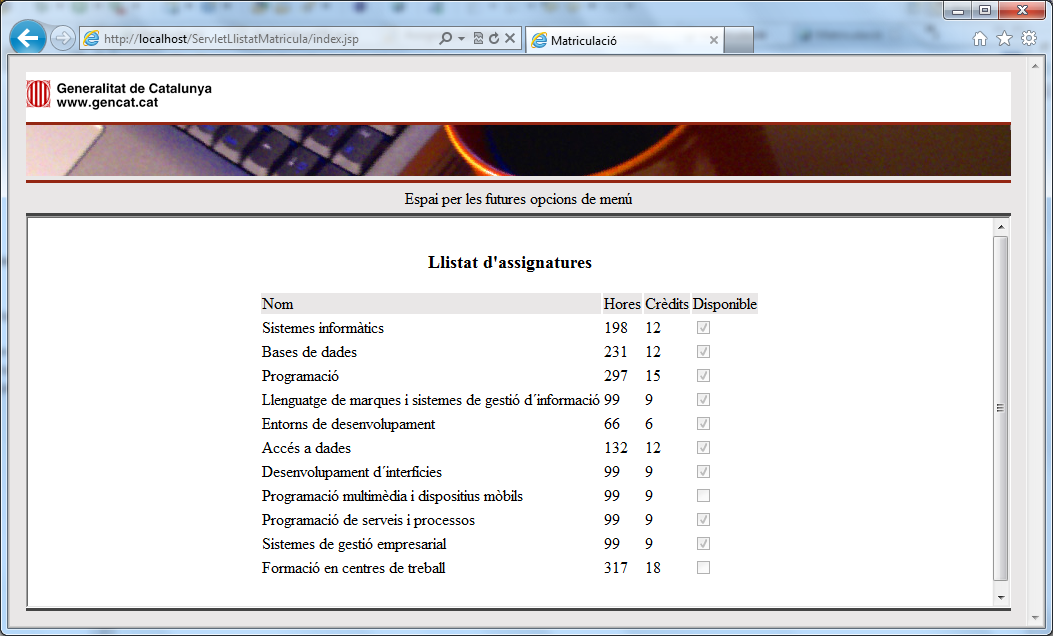 http://localhost/ServletLlistatMatricula/index.jsp
Matriculació
Generalitat de Catalunya
www.gencat.cat
Espai per les futures opcions de menú
Llistat d'assignatures
Nom Hores Crèdits Disponible
Sistemes informàtics 198 12
Bases de dades 231 12
Programació 297 15
Llenguatge de marques i sistemes de gestió d´informació 99 9
Entorns de desenvolupament 66 6
Accés a dades 132 12
Desenvolupament d´interfícies 99 9
Programació multimèdia i dispositius mòbils 99 9
Programació de serveis i processos 99 9
Sistemes de gestió empresarial 99 9
Formació en centres de treball 317 18